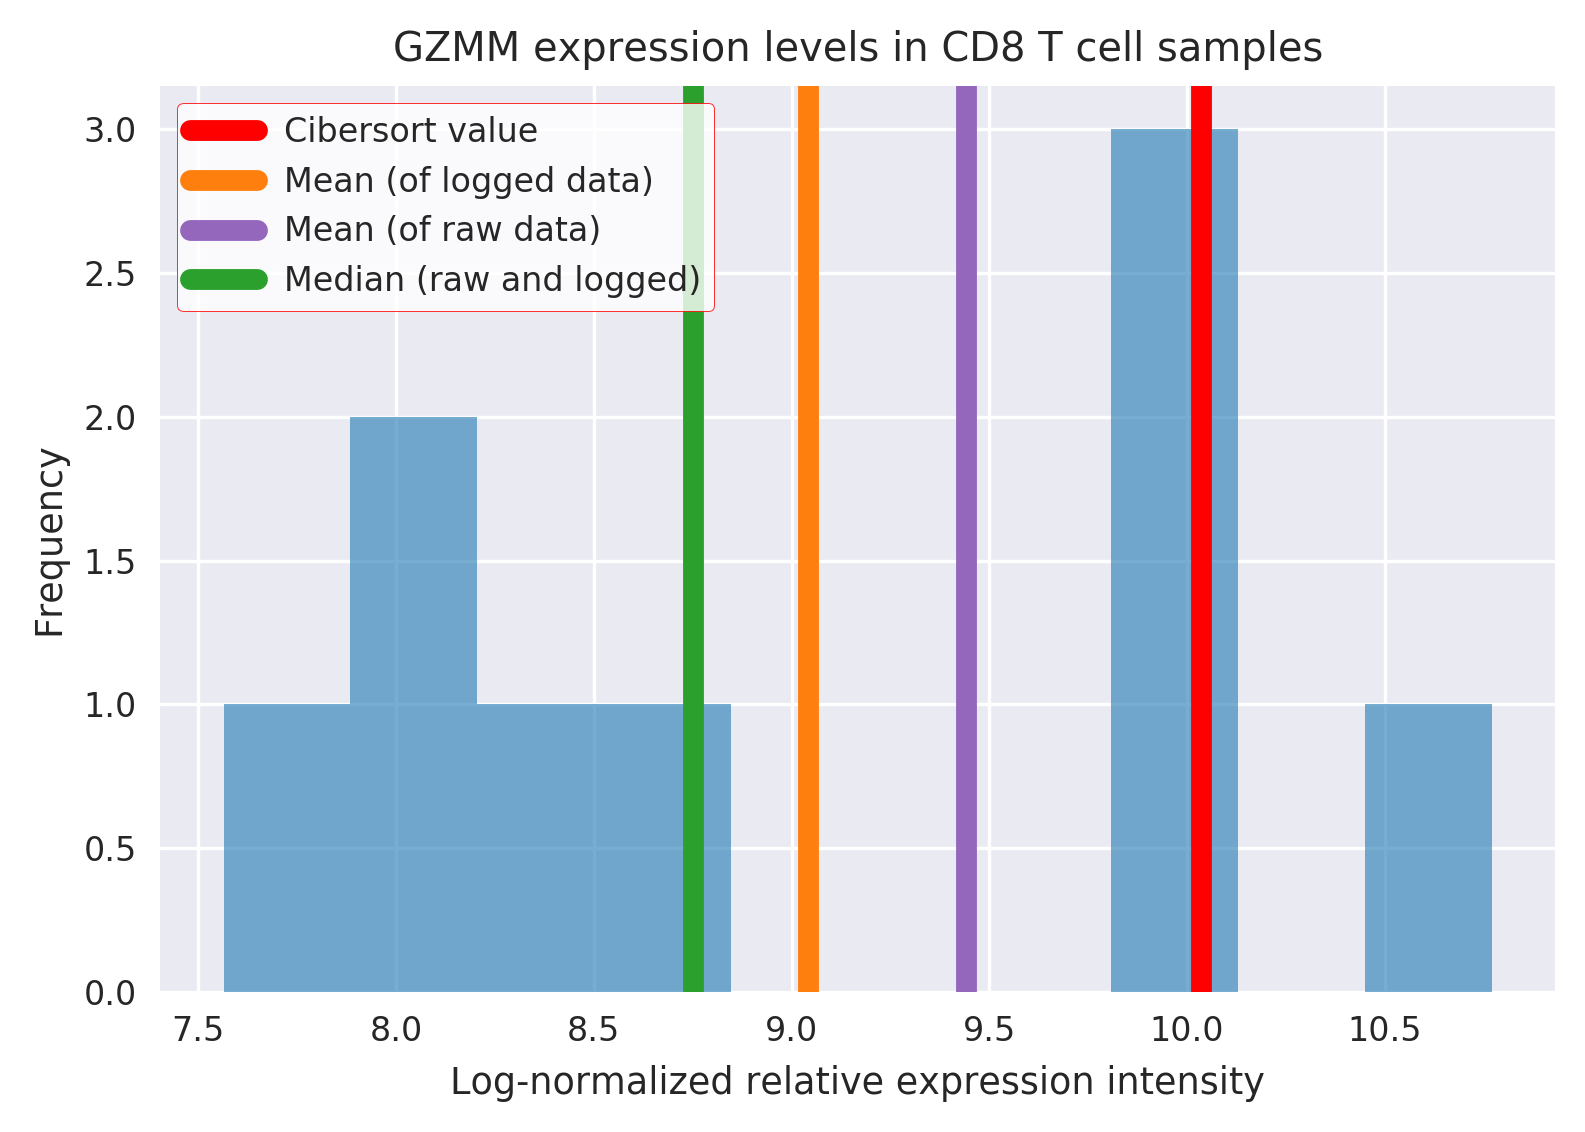 GZMM expression levels in CD8 T cell samples
Cibersort value
Mean (of logged data)
Mean (of raw data)
Median (raw and logged)
3.0
2.5
2.0
1.5
1.0
0.5
0.0
Frequency
7.5 8.0 8.5 9.0 9.5 10.0 10.5
Log-normalized relative expression intensity